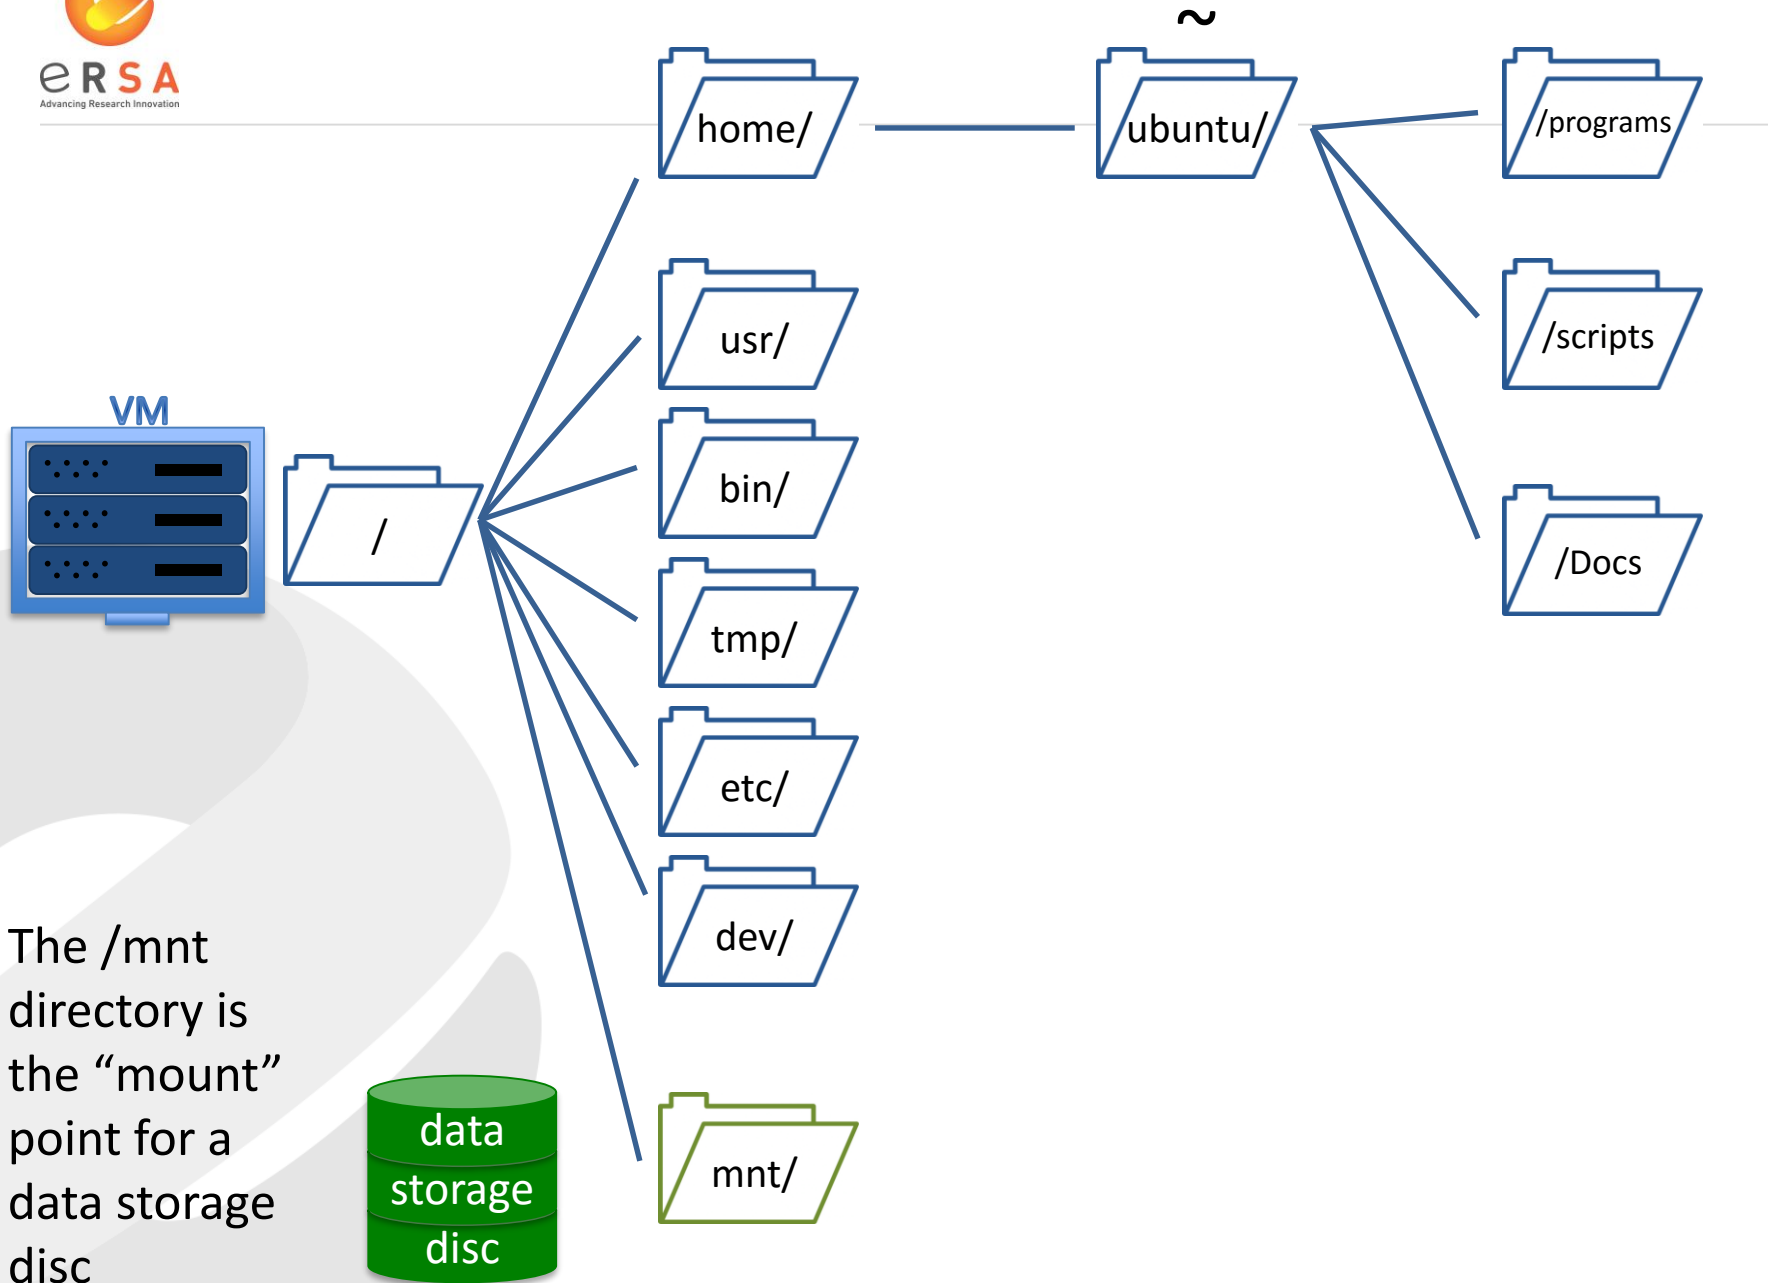 eRSA
Advancing Research Innovation
~
home/
ubuntu/
/programs
usr/
/scripts
VM
/
bin/
/Docs
tmp/
etc/
dev/
The /mnt
directory is
the “mount”
point for a
data storage
disc
data
storage
disc
mnt/